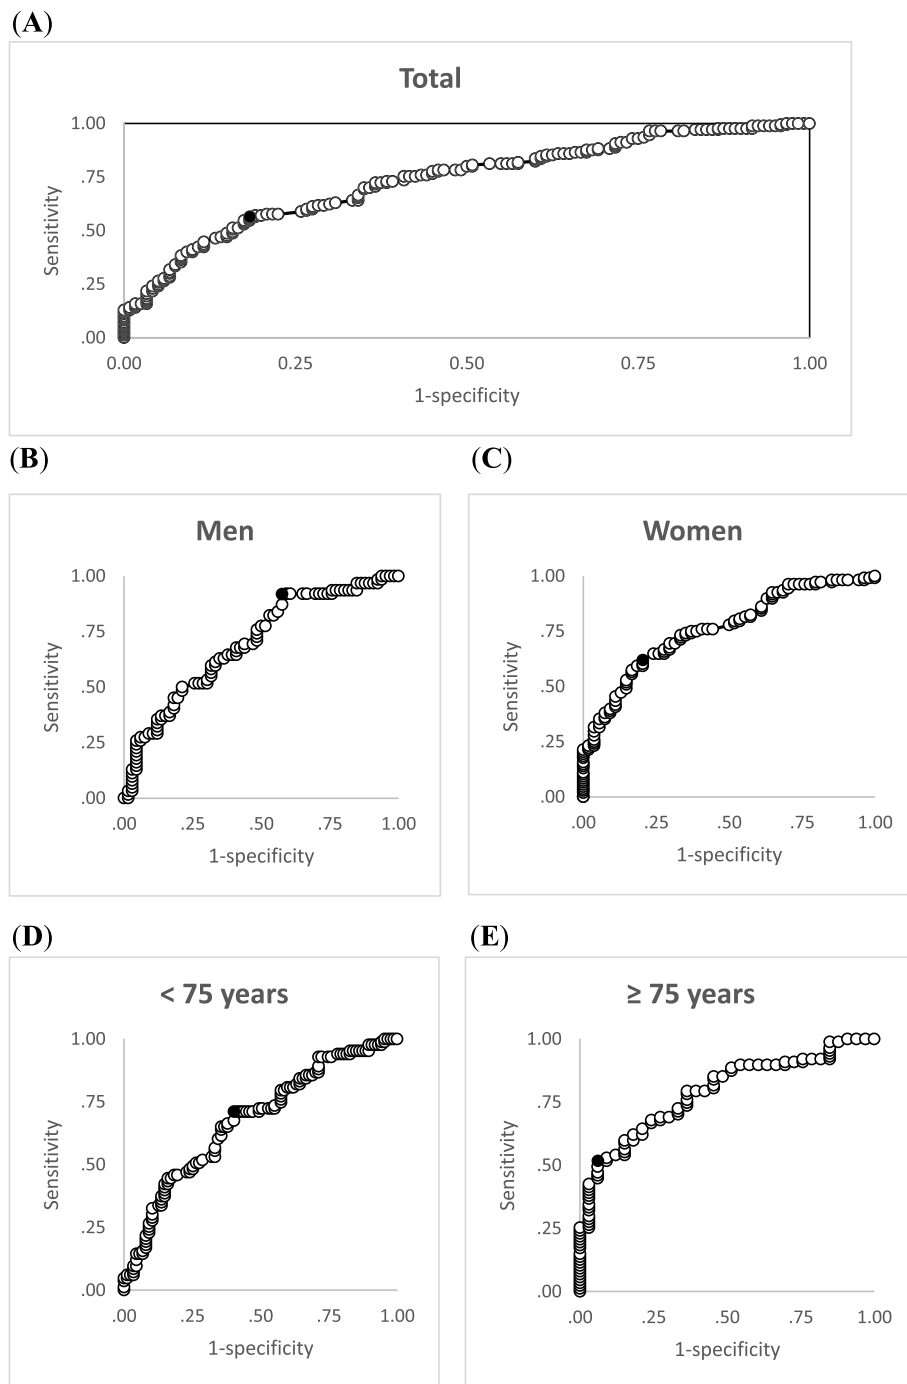 (A)
Total
1.00
.75
.50
.25
.00
Sensitivity
0.00 0.25 0.50 0.75 1.00
1-specificity
(B)
Men
1.00
.75
.50
.25
.00
Sensitivity
.00 .25 .50 .75 1.00
1-specificity
(C)
Women
1.00
.75
.50
.25
.00
Sensitivity
.00 .25 .50 .75 1.00
1-specificity
(D)
< 75 years
1.00
.75
.50
.25
.00
Sensitivity
.00 .25 .50 .75 1.00
1-specificity
(E)
≥ 75 years
1.00
.75
.50
.25
.00
Sensitivity
.00 .25 .50 .75 1.00
1-specificity